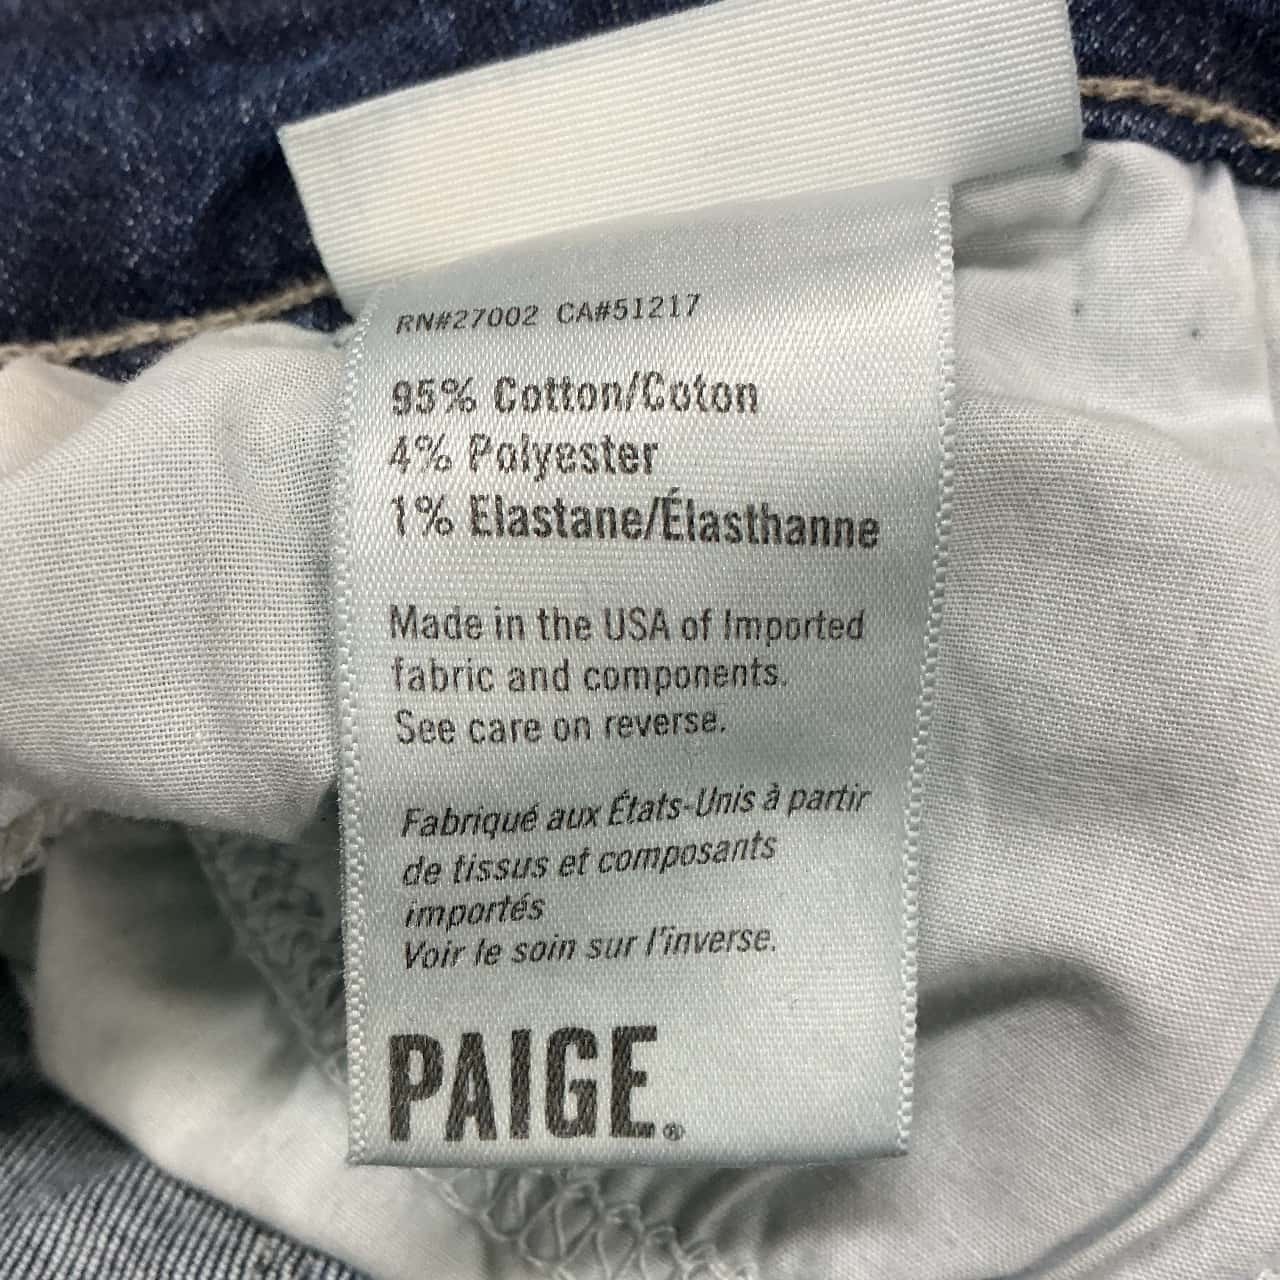 RN#27002 CA#51217
95% Cotton/Coton
4% Polyester
1% Elastane/Élasthanne
Made in the USA of Imported
fabric and components.
See care on reverse.
Fabriqué aux États-Unis à partir
de tissus et composants
importés
Voir le soin sur l'inverse.
PAIGE®